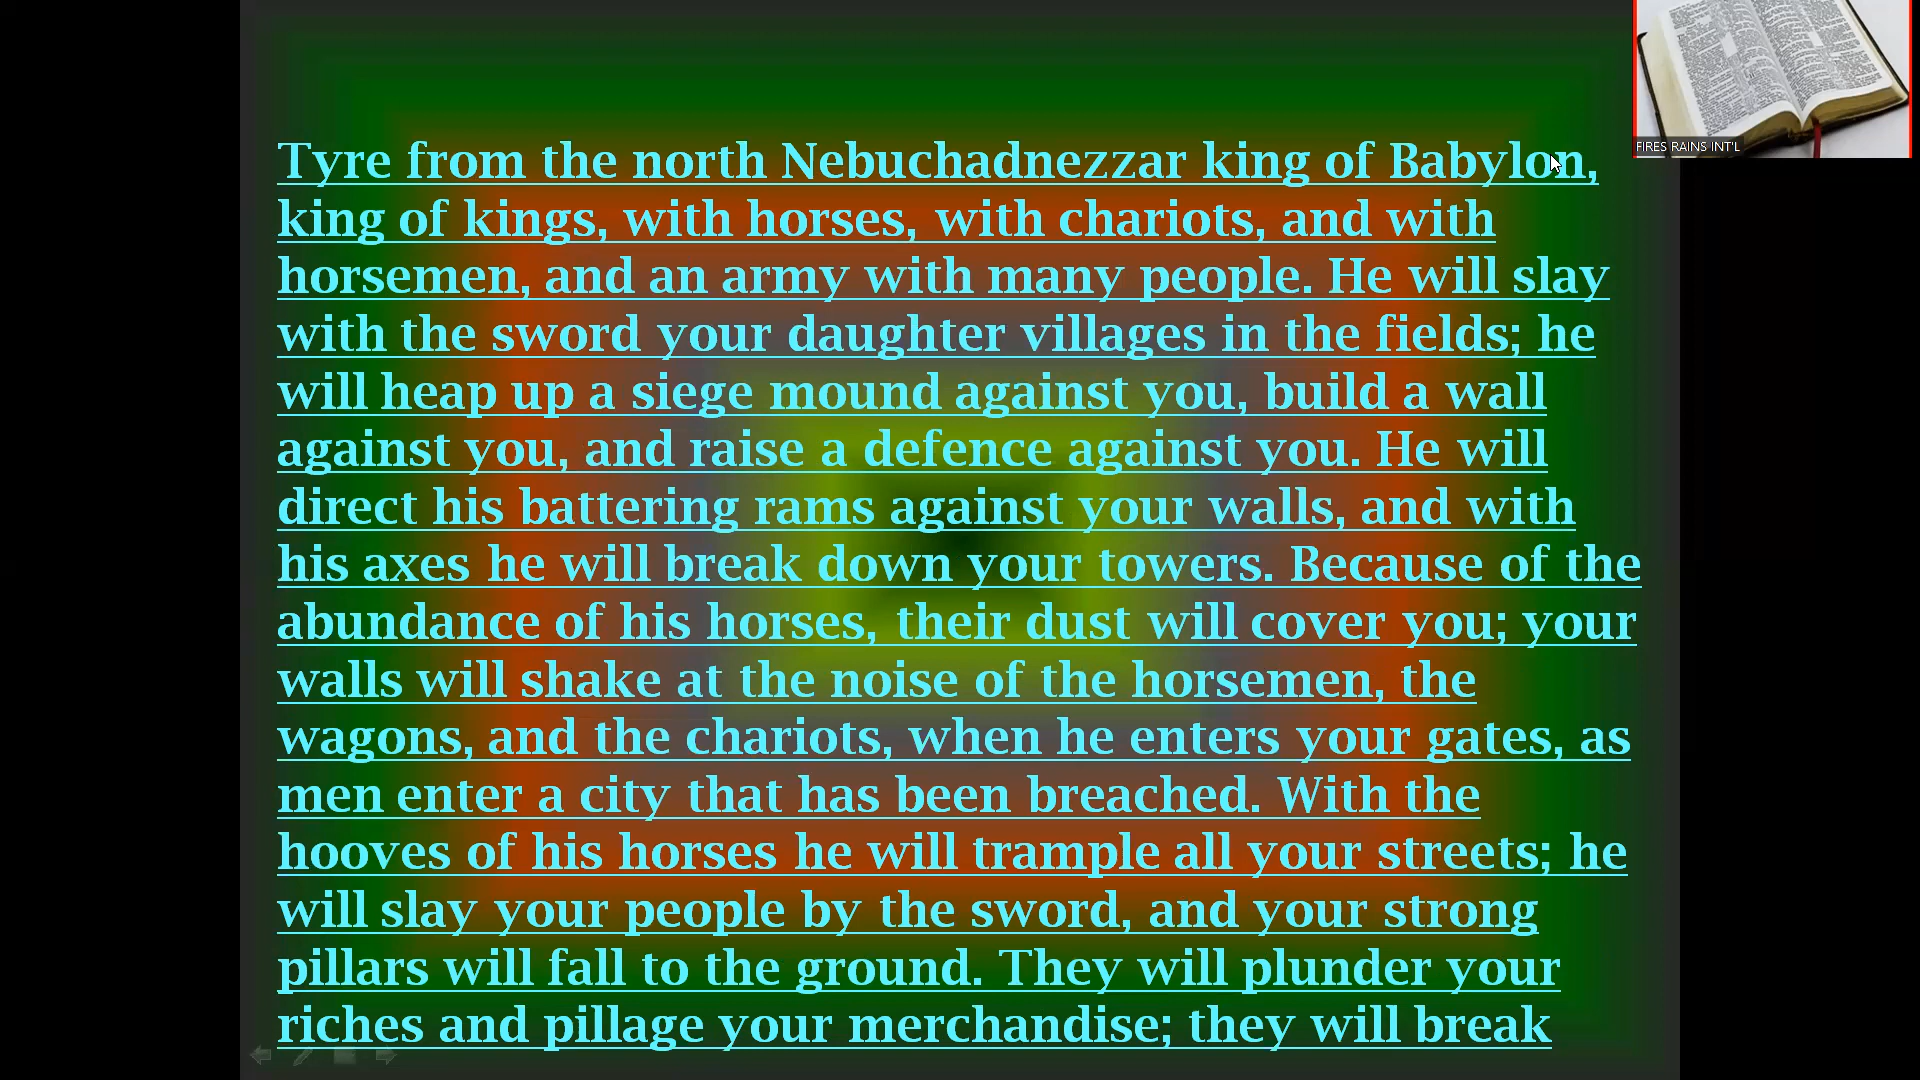 Tyre from the north Nebuchadnezzar king of Babylon,
king of kings, with horses, with chariots, and with
horsemen, and an army with many people. He will slay
with the sword your daughter villages in the fields; he
will heap up a siege mound against you, build a wall
against you, and raise a defence against you. He will
direct his battering rams against your walls, and with
his axes he will break down your towers. Because of the
abundance of his horses, their dust will cover you; your
walls will shake at the noise of the horsemen, the
wagons, and the chariots, when he enters your gates, as
men enter a city that has been breached. With the
hooves of his horses he will trample all your streets; he
will slay your people by the sword, and your strong
pillars will fall to the ground. They will plunder your
riches and pillage your merchandise; they will break
FIRES RAINS INT'L